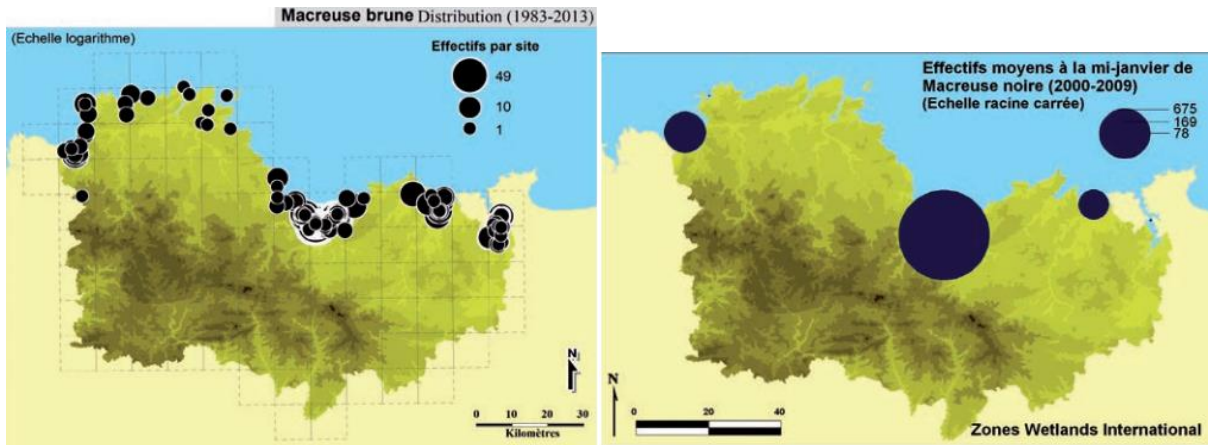 Macreuse brune Distribution (1983-2013)
(Echelle logarithme)
Effectifs par site
49
10
1
N
0 10 20 30
Kilomètres
Effectifs moyens à la mi-janvier de
Macreuse noire (2000-2009)
(Echelle racine carrée)
675
169
78
N
0 20 40
Zones Wetlands International